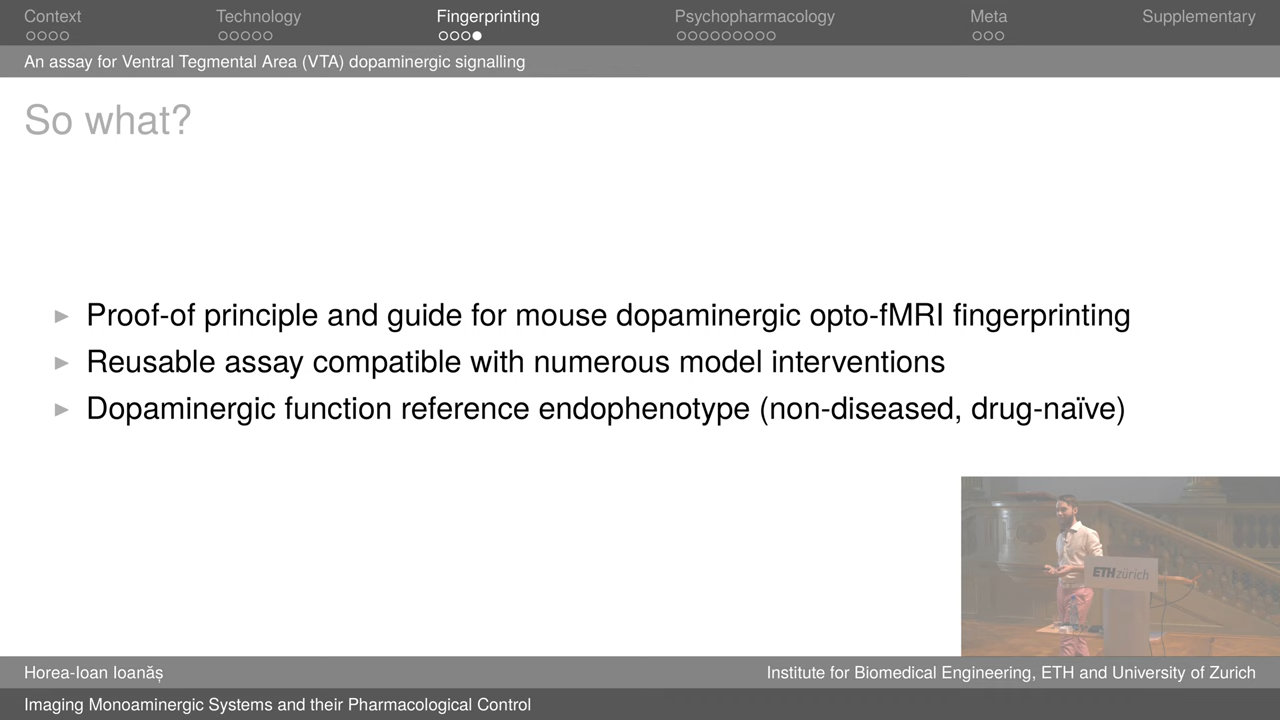 Context Technology Fingerprinting Psychopharmacology Meta Supplementary
An assay for Ventral Tegmental Area (VTA) dopaminergic signalling
So what?
Proof-of principle and guide for mouse dopaminergic opto-fMRI fingerprinting
Reusable assay compatible with numerous model interventions
Dopaminergic function reference endophenotype (non-diseased, drug-naïve)
ETHzürich
Horea-Ioan Ioanăș Institute for Biomedical Engineering, ETH and University of Zurich
Imaging Monoaminergic Systems and their Pharmacological Control